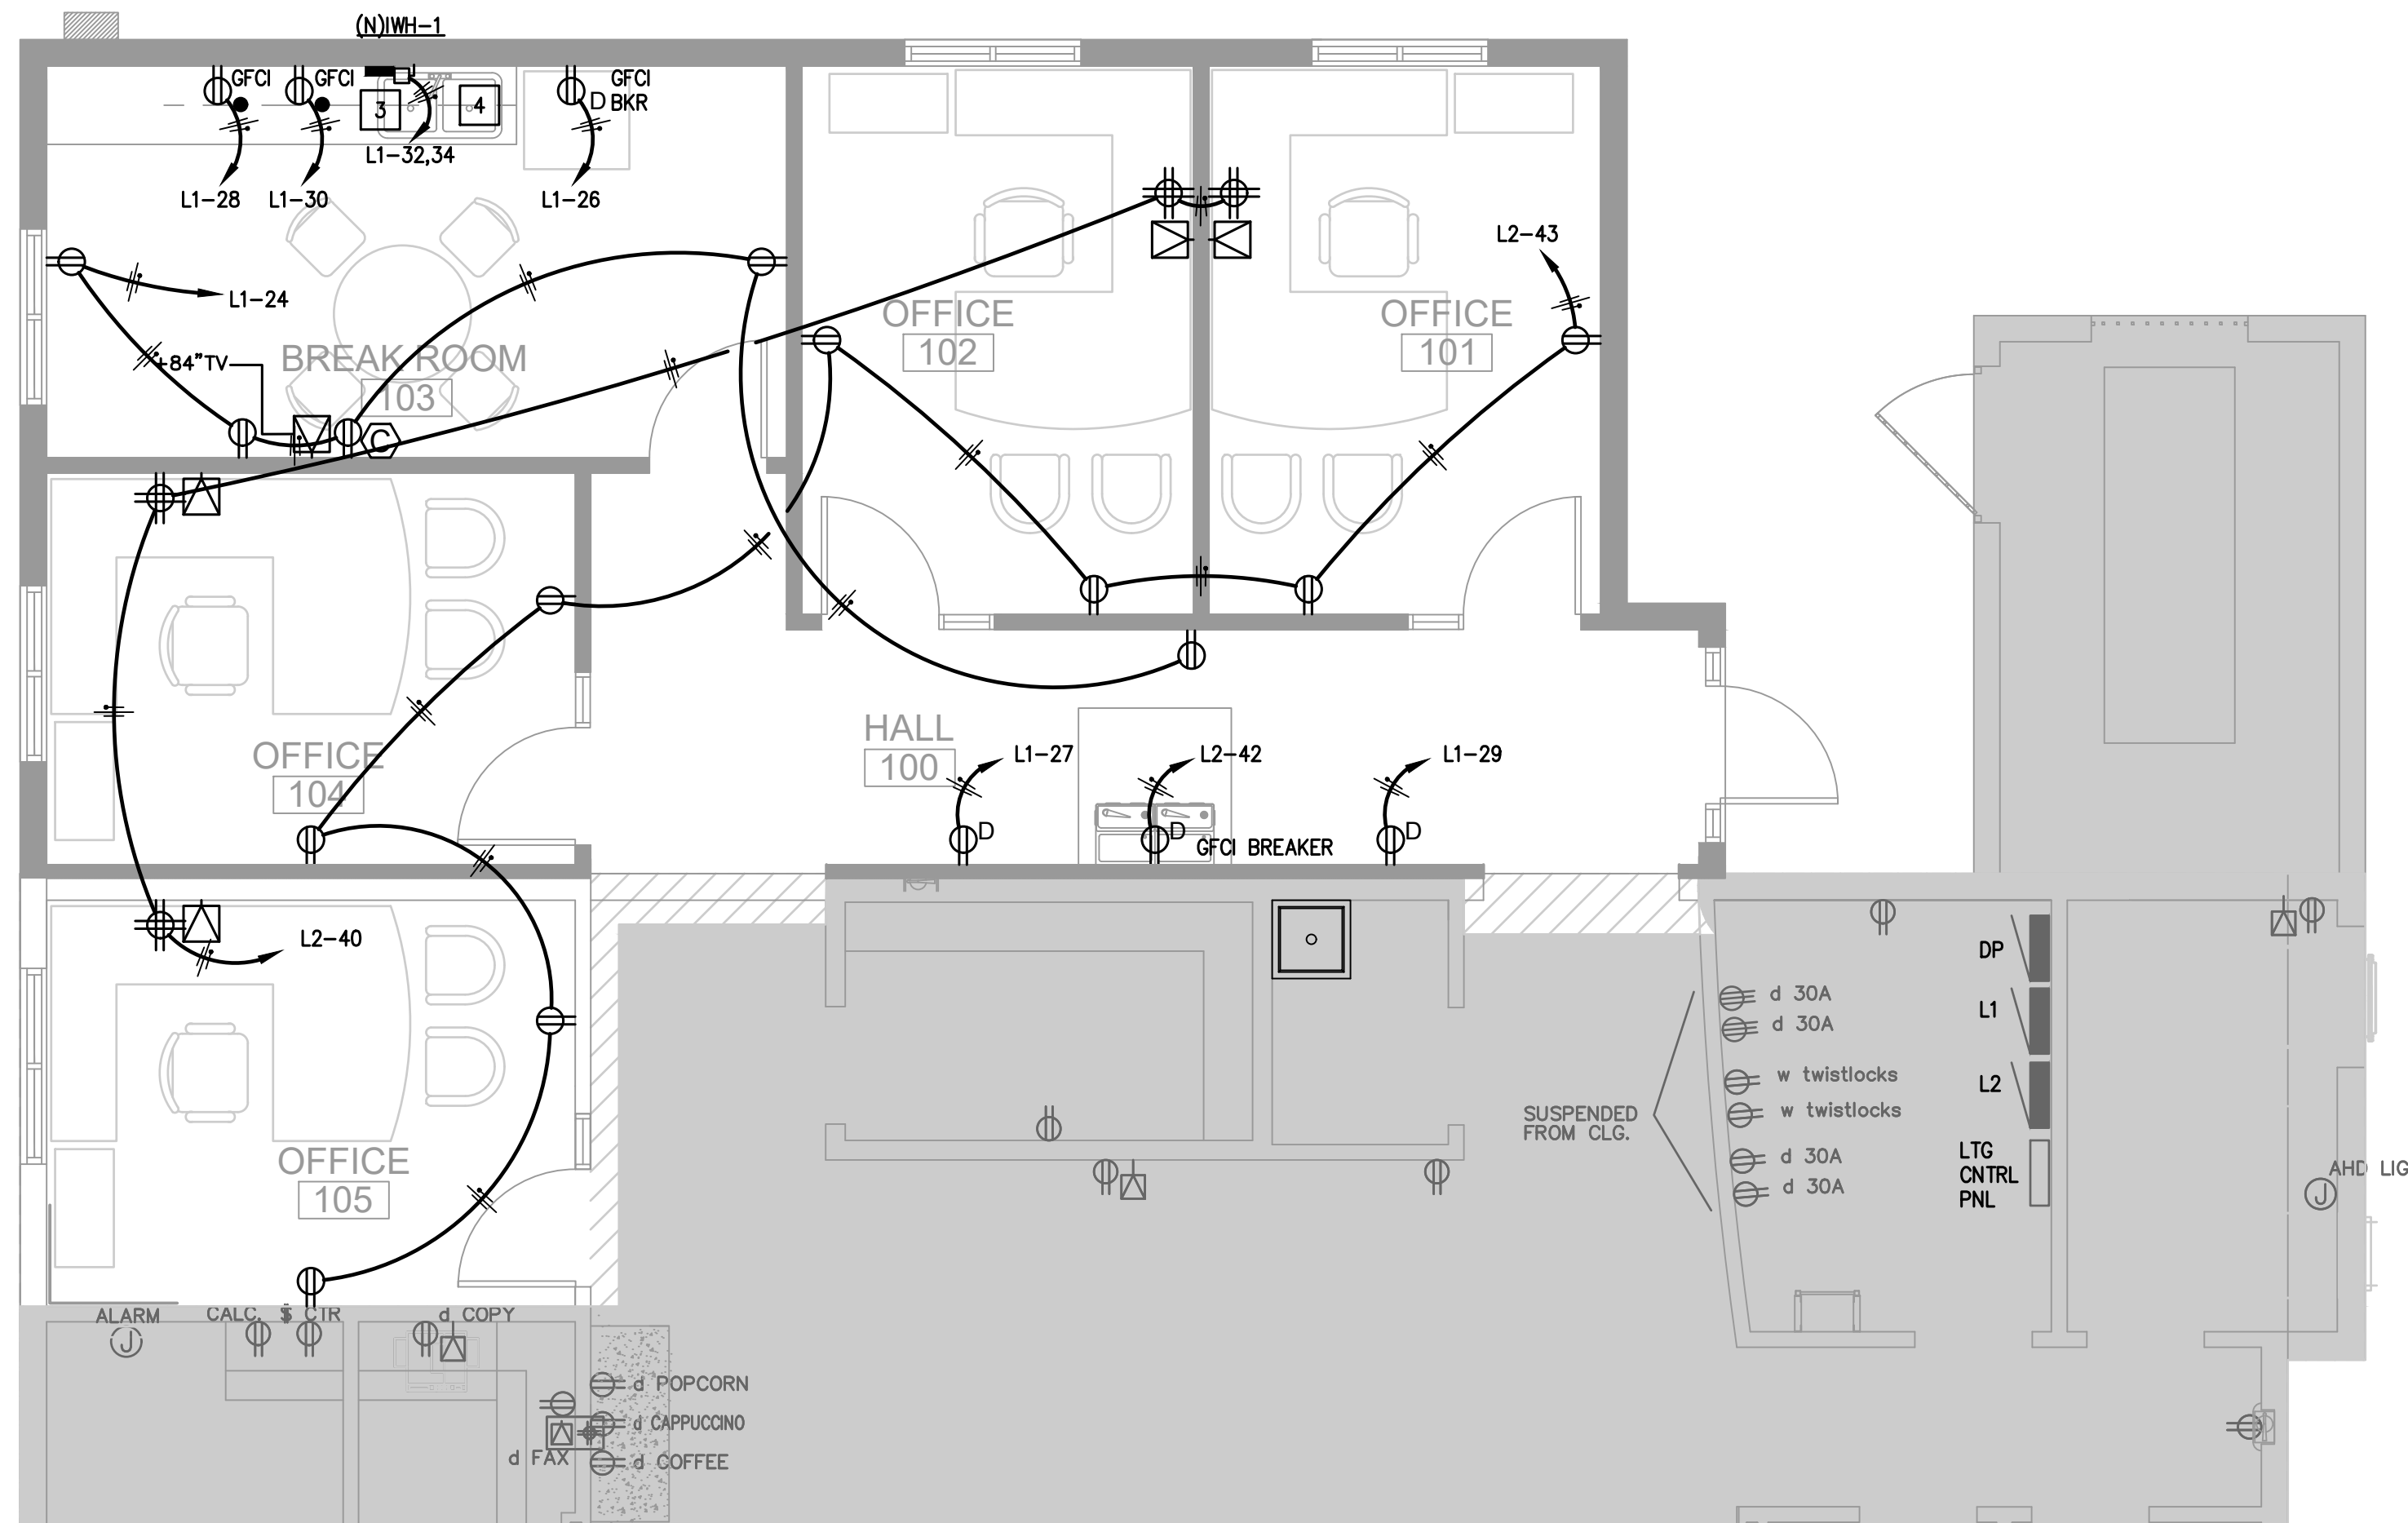 (N)IWH-1
GFCI
GFCI
GFCI
D BKR
3
4
L1-32,34
L1-28
L1-30
L1-26
L2-43
L1-24
OFFICE
102
OFFICE
101
+84"TV
BREAK ROOM
103
C
OFFICE
104
HALL
100
L1-27
L2-42
L1-29
D
D
D
GFCI BREAKER
L2-40
DP
d 30A
L1
d 30A
w twistlocks
L2
w twistlocks
SUSPENDED
FROM CLG.
d 30A
d 30A
LTG
CNTRL
PNL
AHD LIG
J
OFFICE
105
ALARM
J
CALC. $ CTR
d COPY
d POPCORN
d CAPPUCCINO
d FAX
d COFFEE